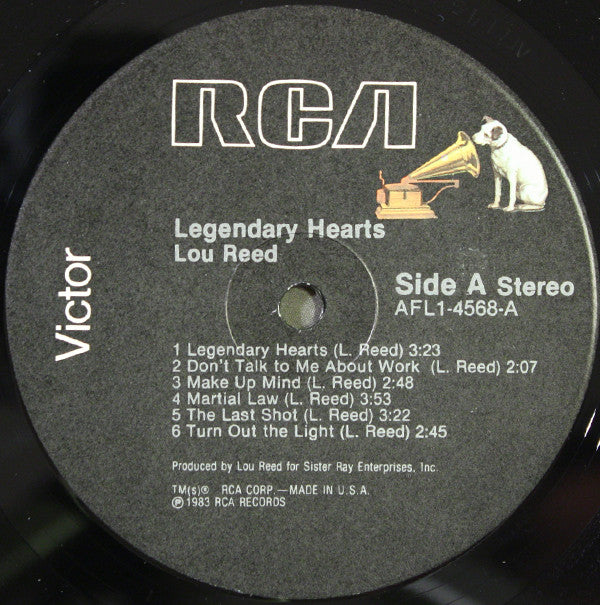 RCA
Victor
Legendary Hearts
Lou Reed
Side A Stereo
AFL1-4568-A
1 Legendary Hearts (L. Reed) 3:23
2 Don't Talk to Me About Work (L. Reed) 2:07
3 Make Up Mind (L. Reed) 2:48
4 Martial Law (L. Reed) 3:53
5 The Last Shot (L. Reed) 3:22
6 Turn Out the Light (L. Reed) 2:45
Produced by Lou Reed for Sister Ray Enterprises, Inc.
TM(s)® RCA CORP.—MADE IN U.S.A.
℗1983 RCA RECORDS